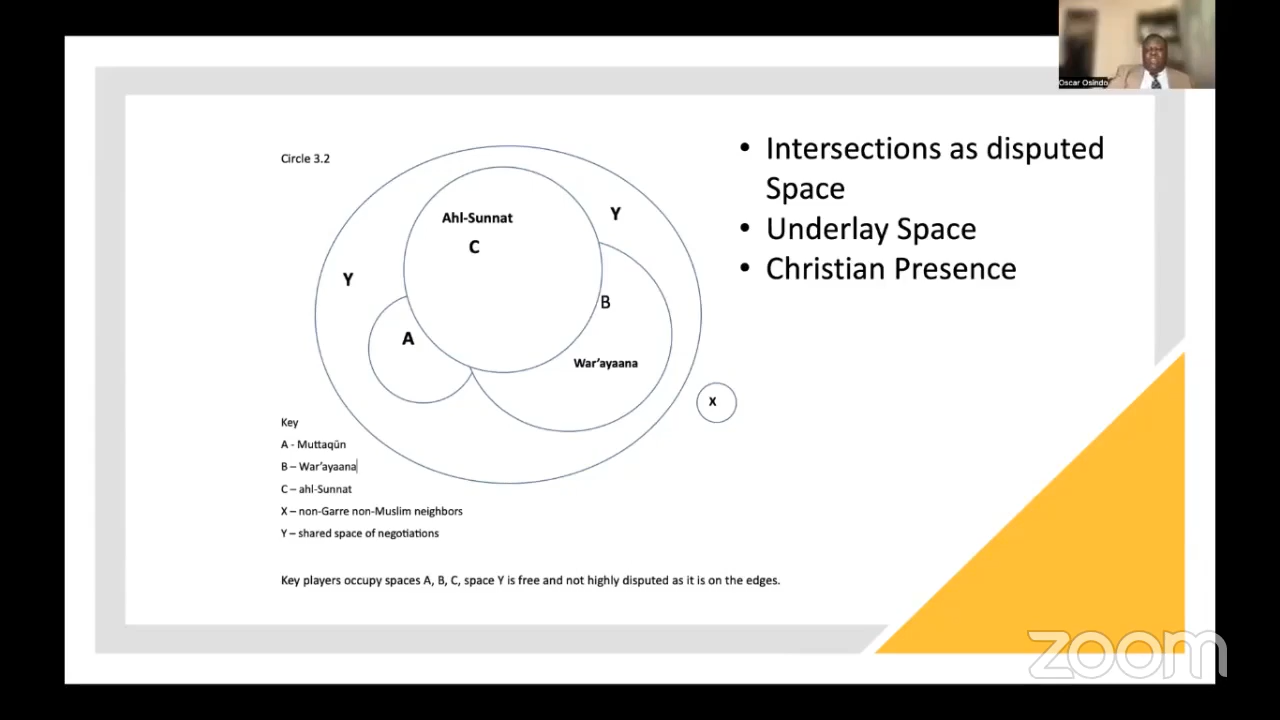 Oscar Osindo
Circle 3.2
Ahl-Sunnat
C
Y
Y
B
A
War’ayaana
X
Key
A - Muttaqūn
B – War’ayaana
C – ahl-Sunnat
X – non-Garre non-Muslim neighbors
Y – shared space of negotiations
Key players occupy spaces A, B, C, space Y is free and not highly disputed as it is on the edges.
• Intersections as disputed
Space
• Underlay Space
• Christian Presence
zoom